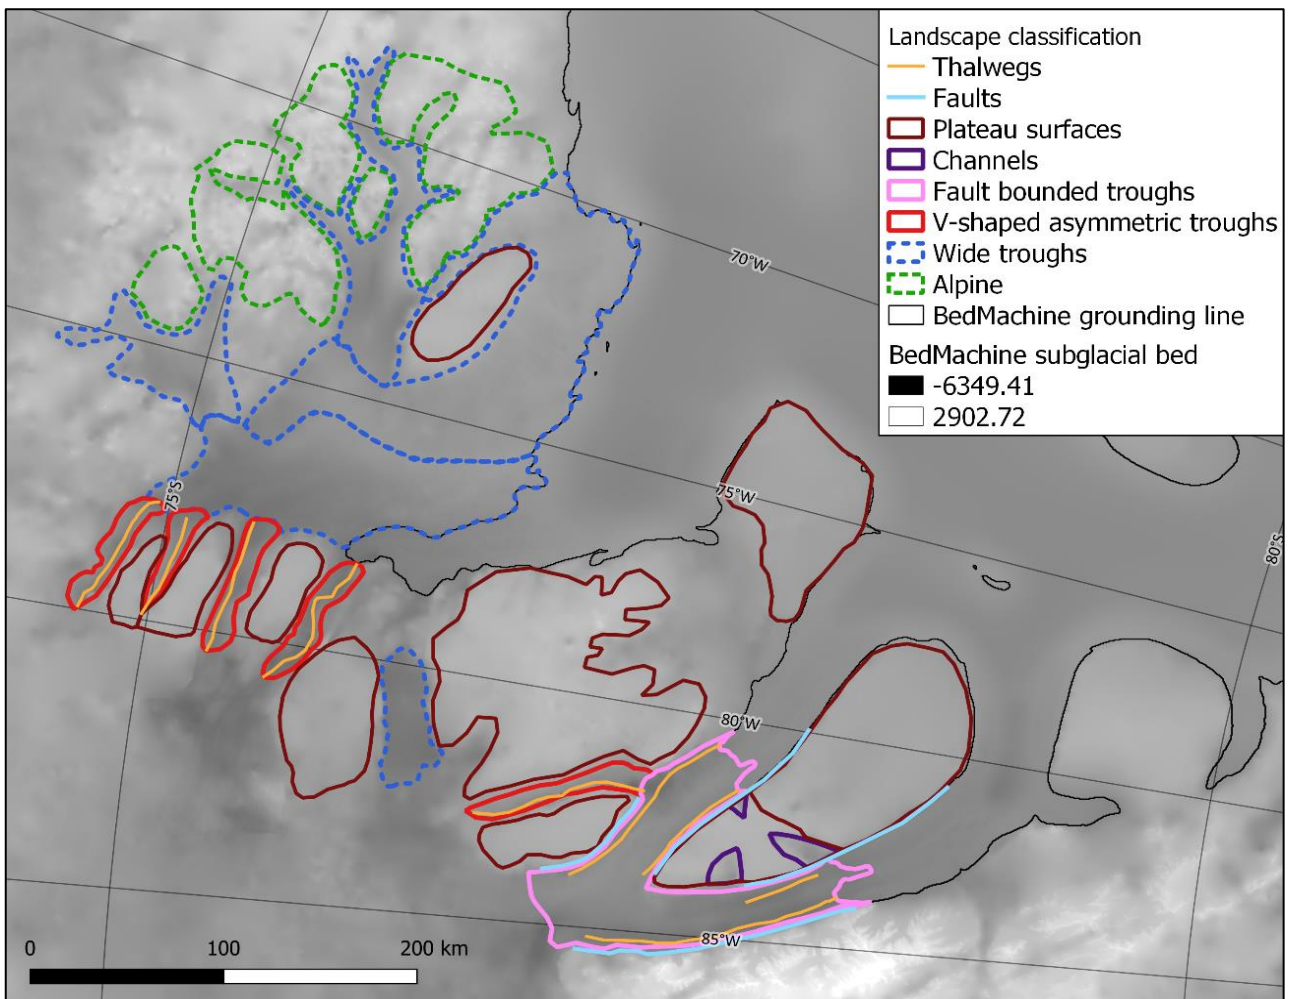 Landscape classification
Thalwegs
Faults
Plateau surfaces
Channels
Fault bounded troughs
V-shaped asymmetric troughs
Wide troughs
Alpine
BedMachine grounding line
BedMachine subglacial bed
-6349.41
2902.72
70°W
75°W
75°S
80°S
80°W
85°W
0 100 200 km